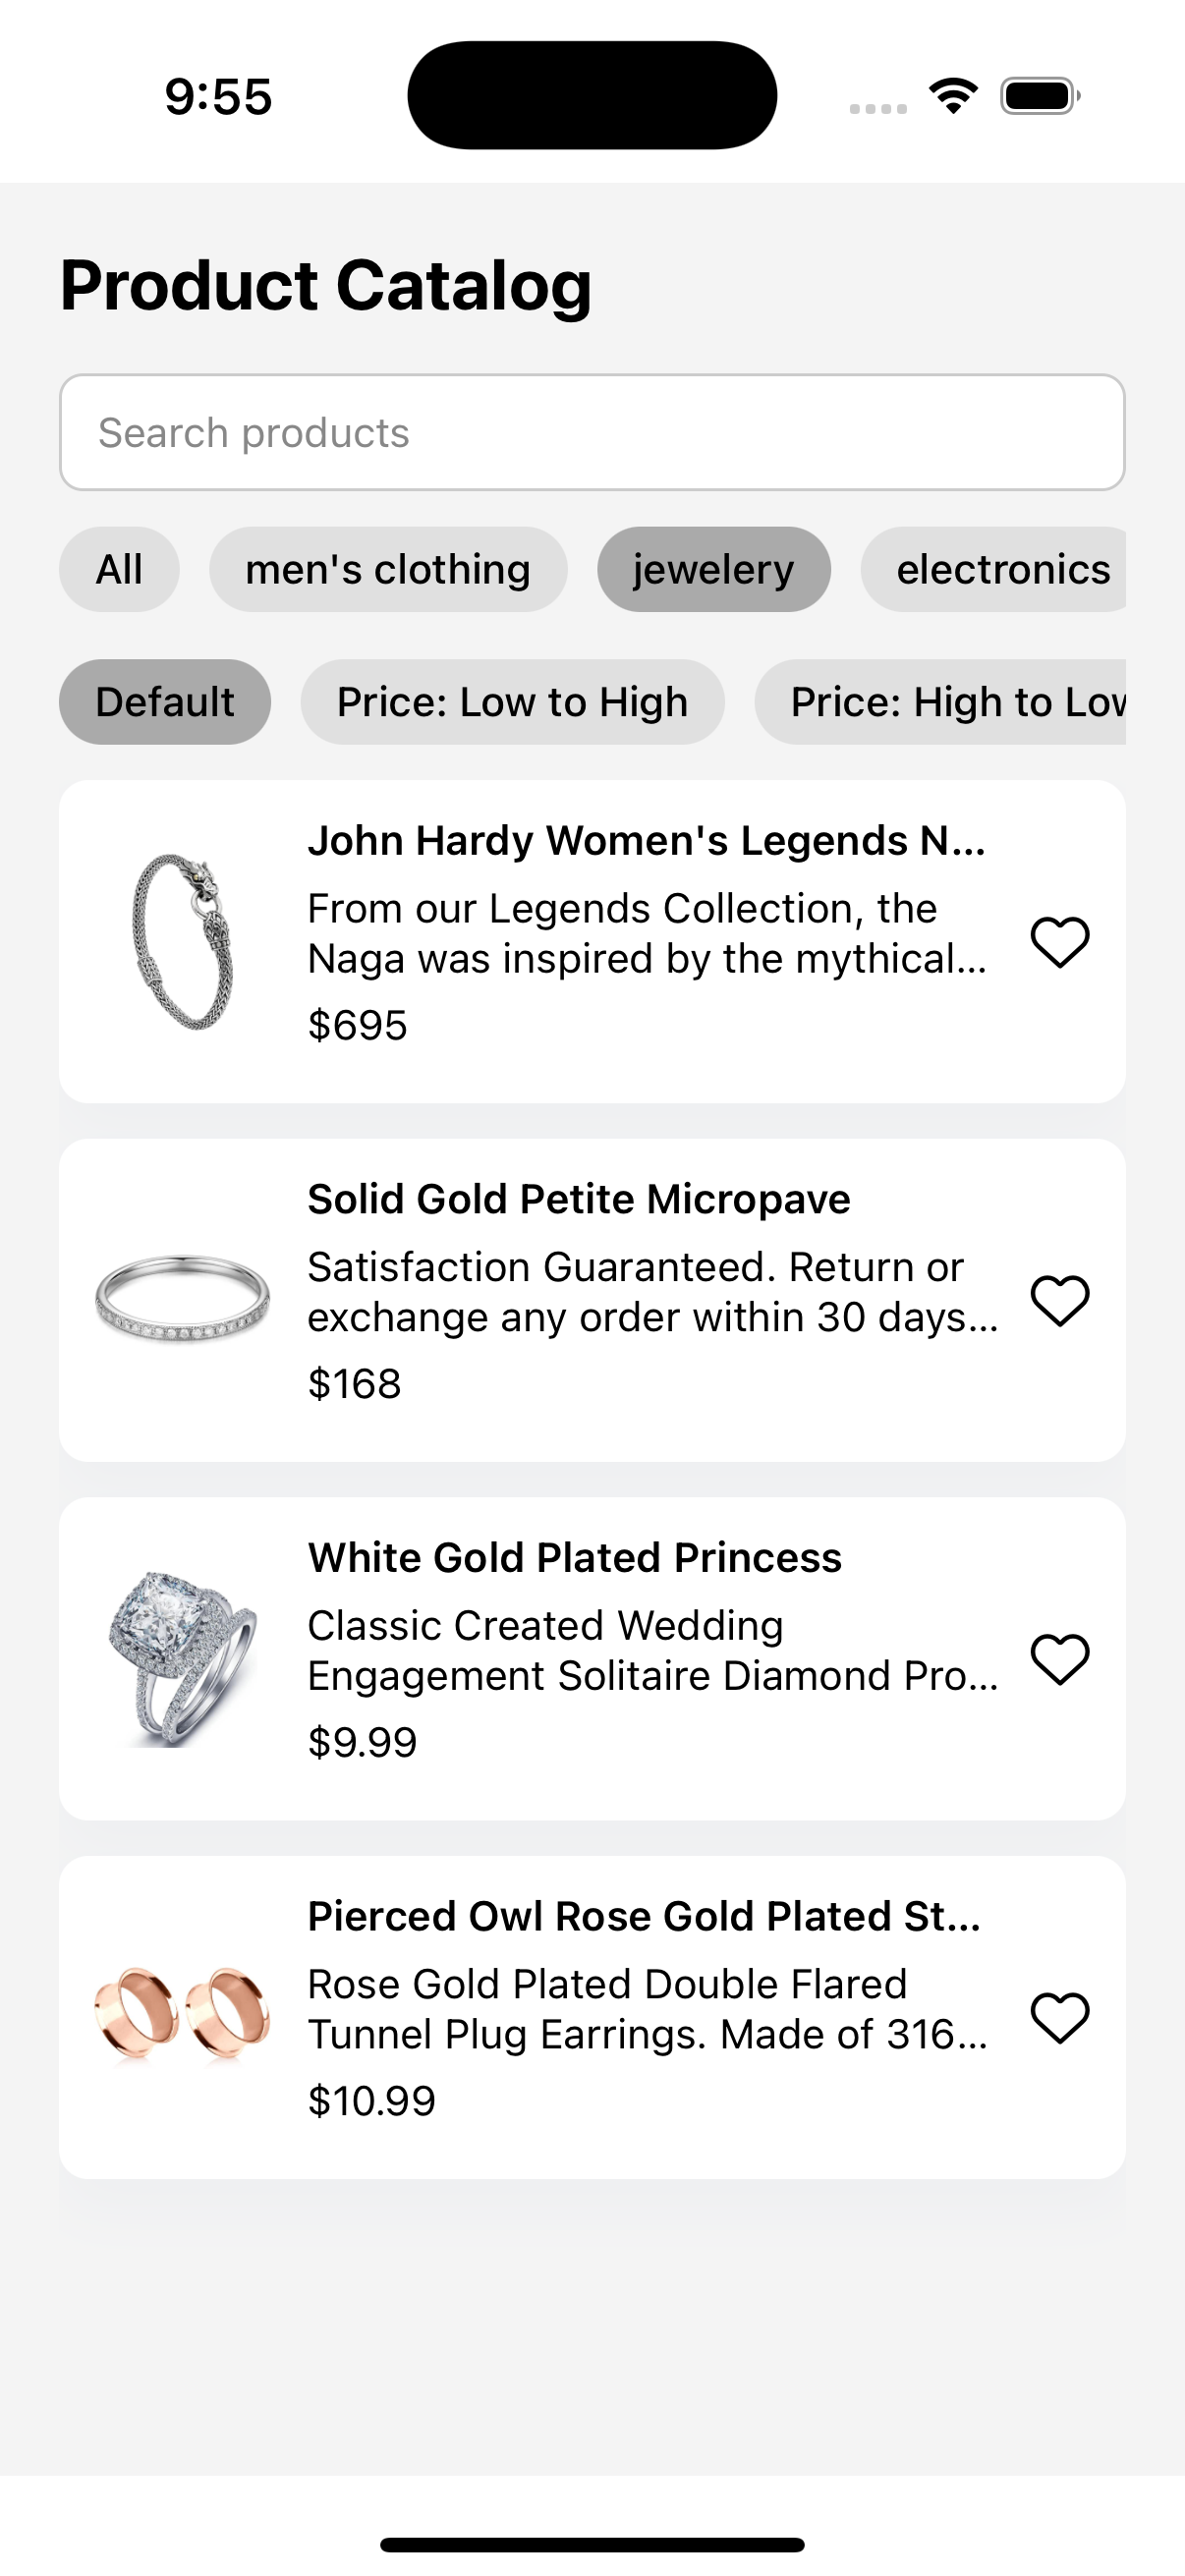 9:55
Product Catalog
Search products
All men's clothing jewelery electronics
Default Price: Low to High Price: High to Low
John Hardy Women's Legends N...
From our Legends Collection, the
Naga was inspired by the mythical...
$695
Solid Gold Petite Micropave
Satisfaction Guaranteed. Return or
exchange any order within 30 days...
$168
White Gold Plated Princess
Classic Created Wedding
Engagement Solitaire Diamond Pro...
$9.99
Pierced Owl Rose Gold Plated St...
Rose Gold Plated Double Flared
Tunnel Plug Earrings. Made of 316...
$10.99